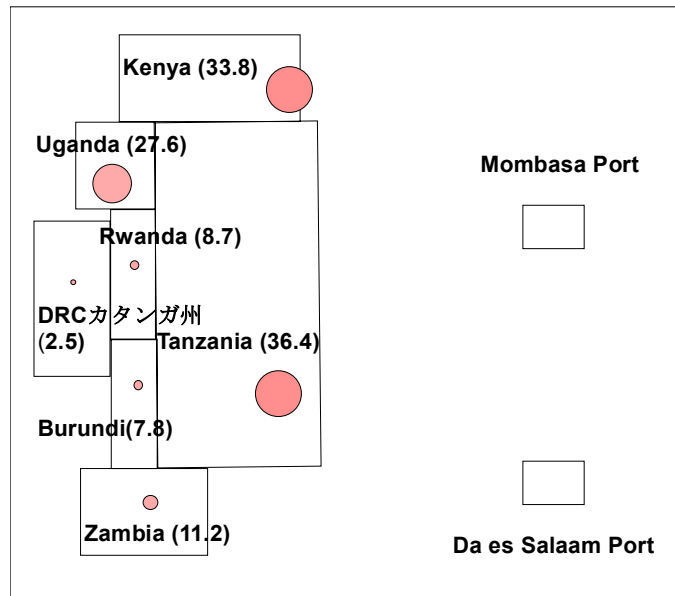 Kenya (33.8)
Uganda (27.6)
Mombasa Port
Rwanda (8.7)
DRCカタンガ州
(2.5)
Tanzania (36.4)
Burundi(7.8)
Zambia (11.2)
Da es Salaam Port